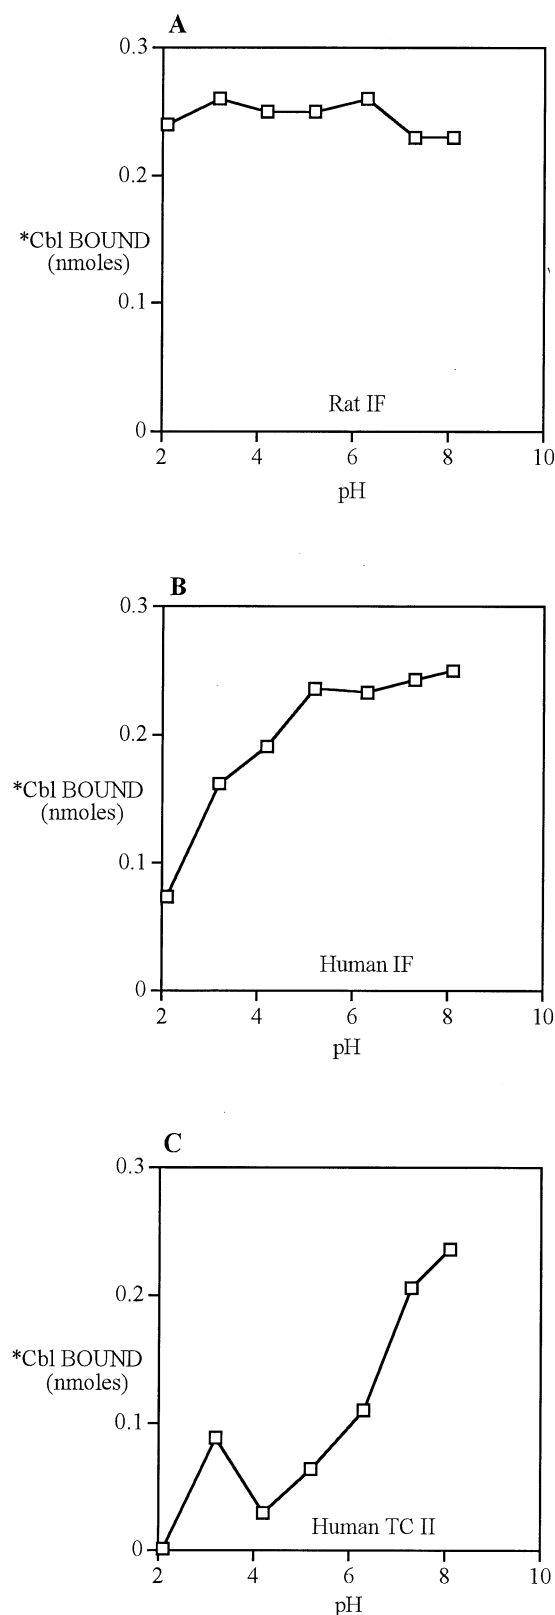 A
0.3
0.2
*Cbl BOUND
(nmoles)
0.1
Rat IF
0
2 4 6 8 10
pH
B
0.3
0.2
*Cbl BOUND
(nmoles)
0.1
Human IF
0
2 4 6 8 10
pH
C
0.3
0.2
*Cbl BOUND
(nmoles)
0.1
Human TC II
0
2 4 6 8 10
pH